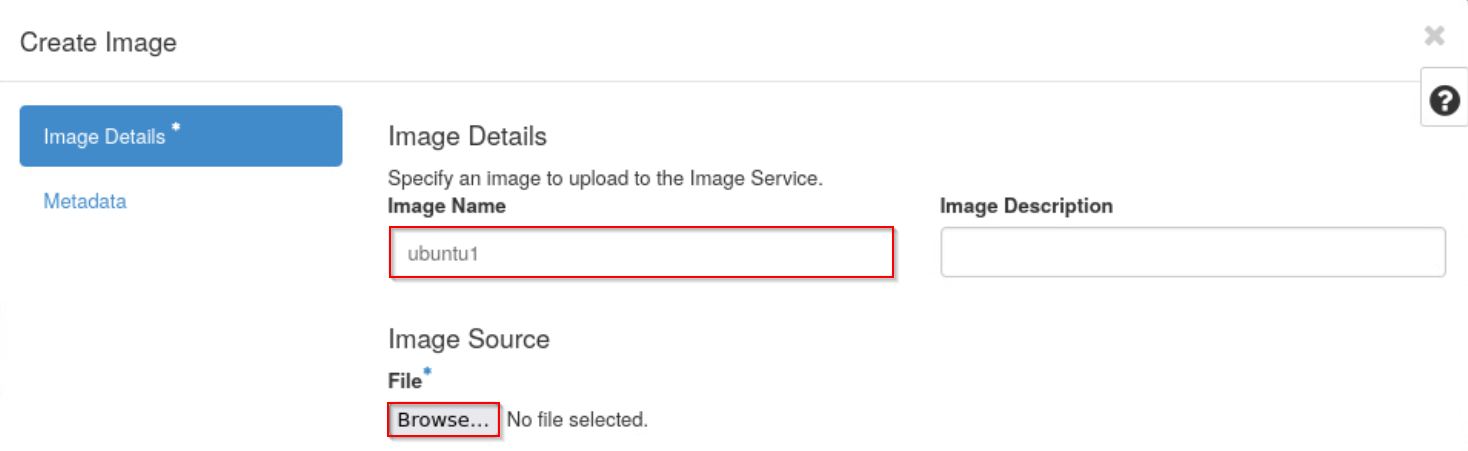 Create Image
Image Details *
Metadata
Image Details
Specify an image to upload to the Image Service.
Image Name
Image Description
ubuntu1
Image Source
File*
Browse... No file selected.